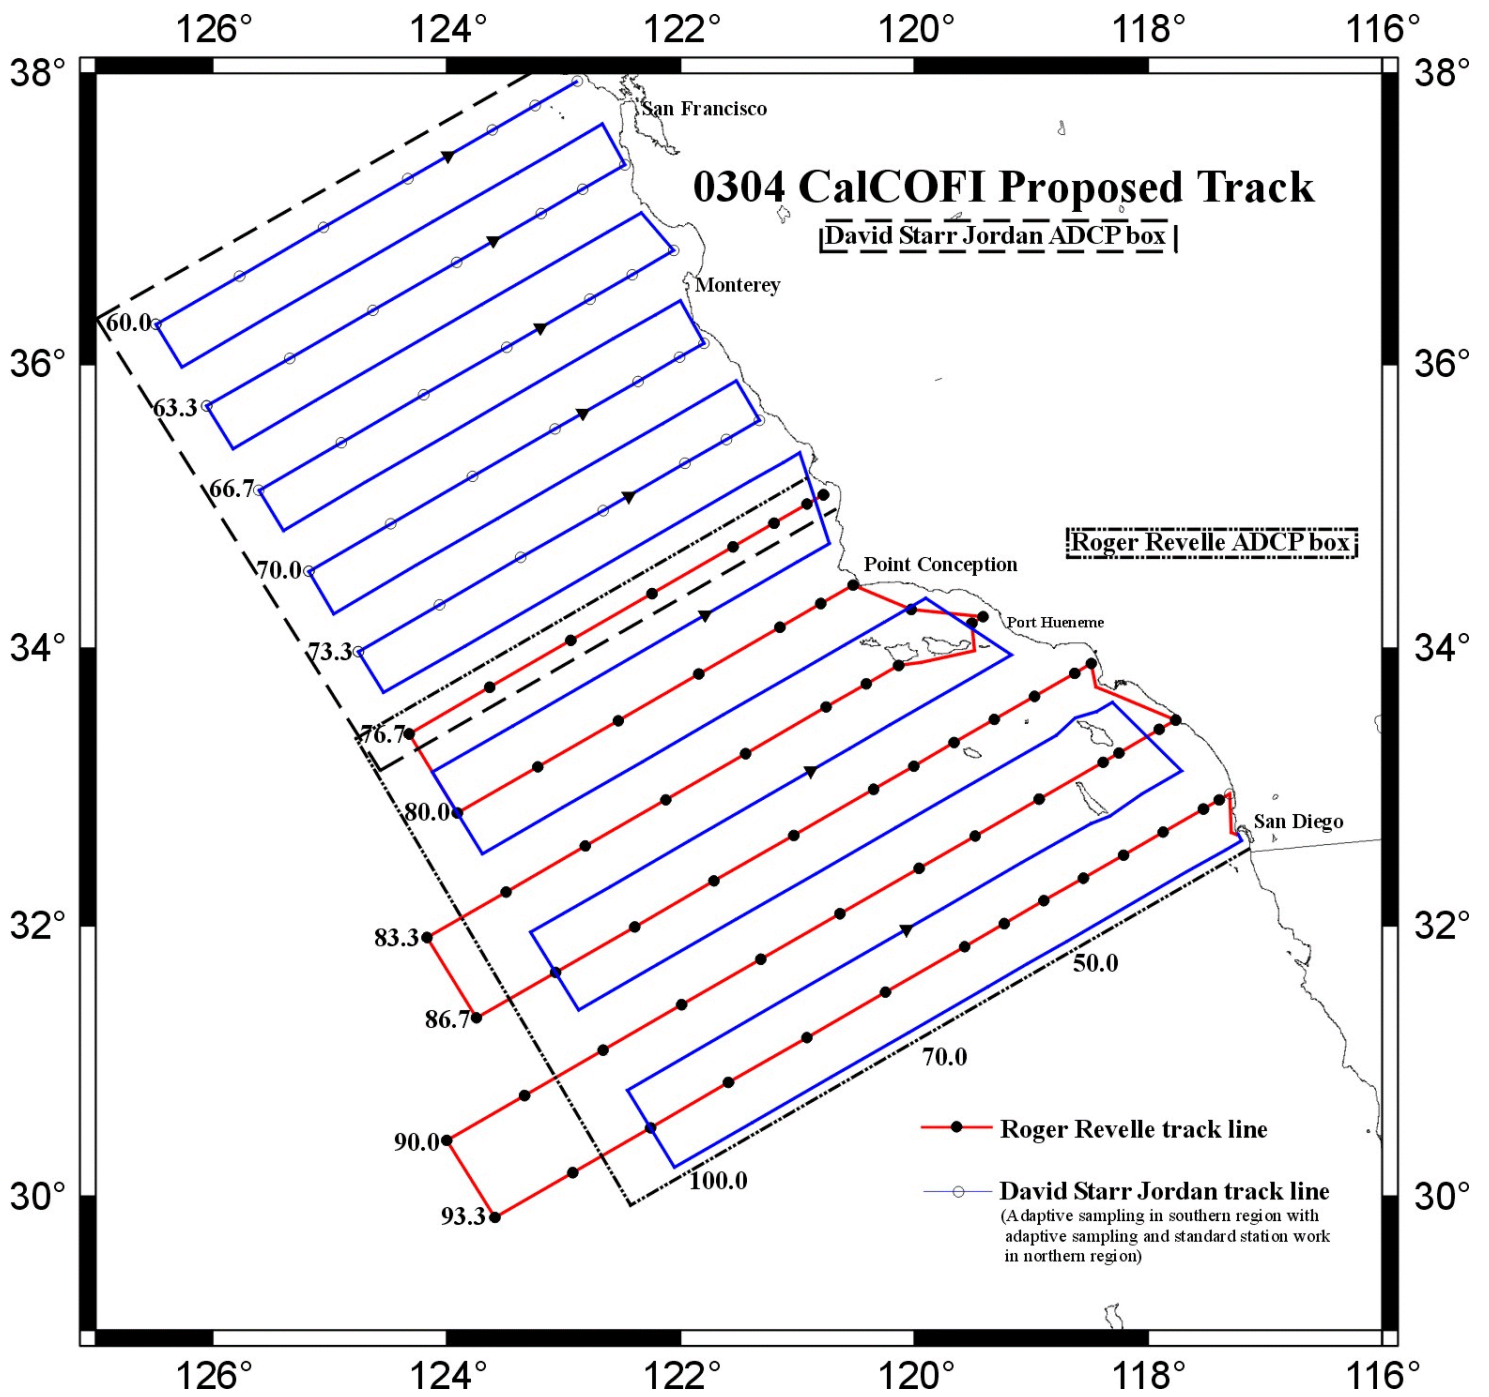 126° 124° 122° 120° 118° 116°
38° 38°
San Francisco
0304 CalCOFI Proposed Track
David Starr Jordan ADCP box
Monterey
60.0
36° 36°
63.3
66.7
Roger Revelle ADCP box
Point Conception
70.0
Port Hueneme
34° 34°
73.3
76.7
80.0
San Diego
32° 32°
83.3
50.0
86.7
70.0
Roger Revelle track line
90.0
100.0
David Starr Jordan track line
30° 30°
93.3
(Adaptive sampling in southern region with
adaptive sampling and standard station work
in northern region)
126° 124° 122° 120° 118° 116°